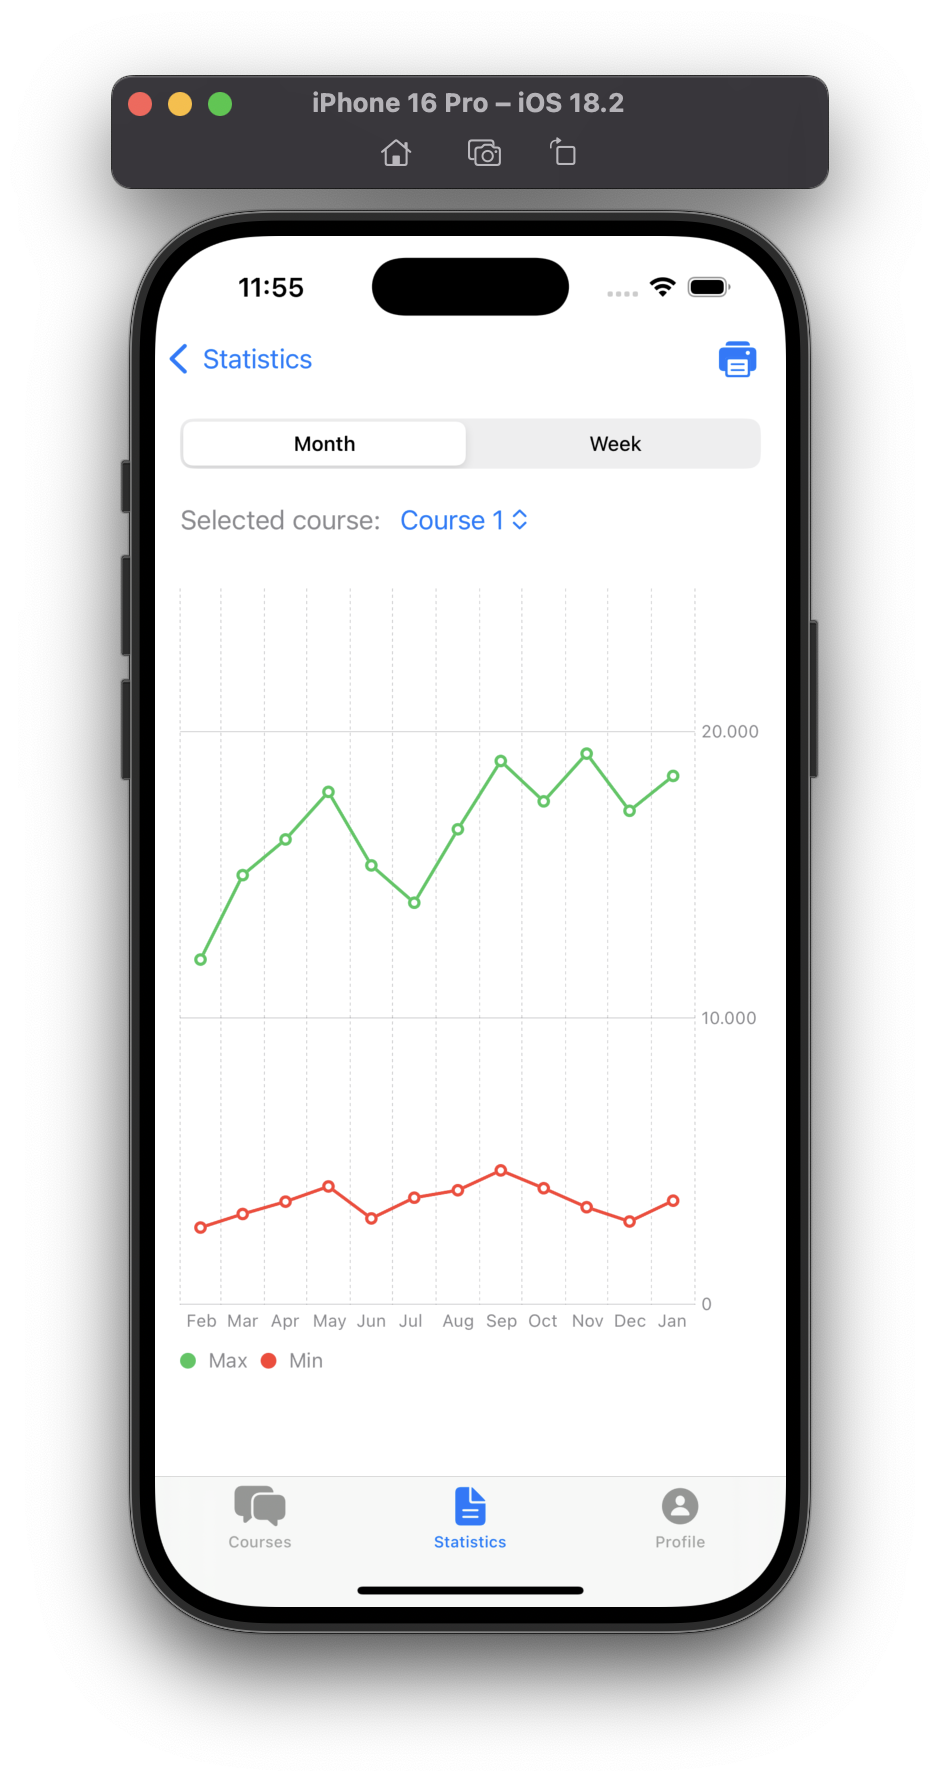 iPhone 16 Pro – iOS 18.2
11:55
Statistics
Month Week
Selected course: Course 1
20.000
10.000
0
Feb Mar Apr May Jun Jul Aug Sep Oct Nov Dec Jan
Max Min
Courses Statistics Profile